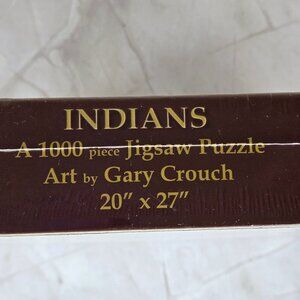 INDIANS
A 1000 piece Jigsaw Puzzle
Art by Gary Crouch
20" x 27"